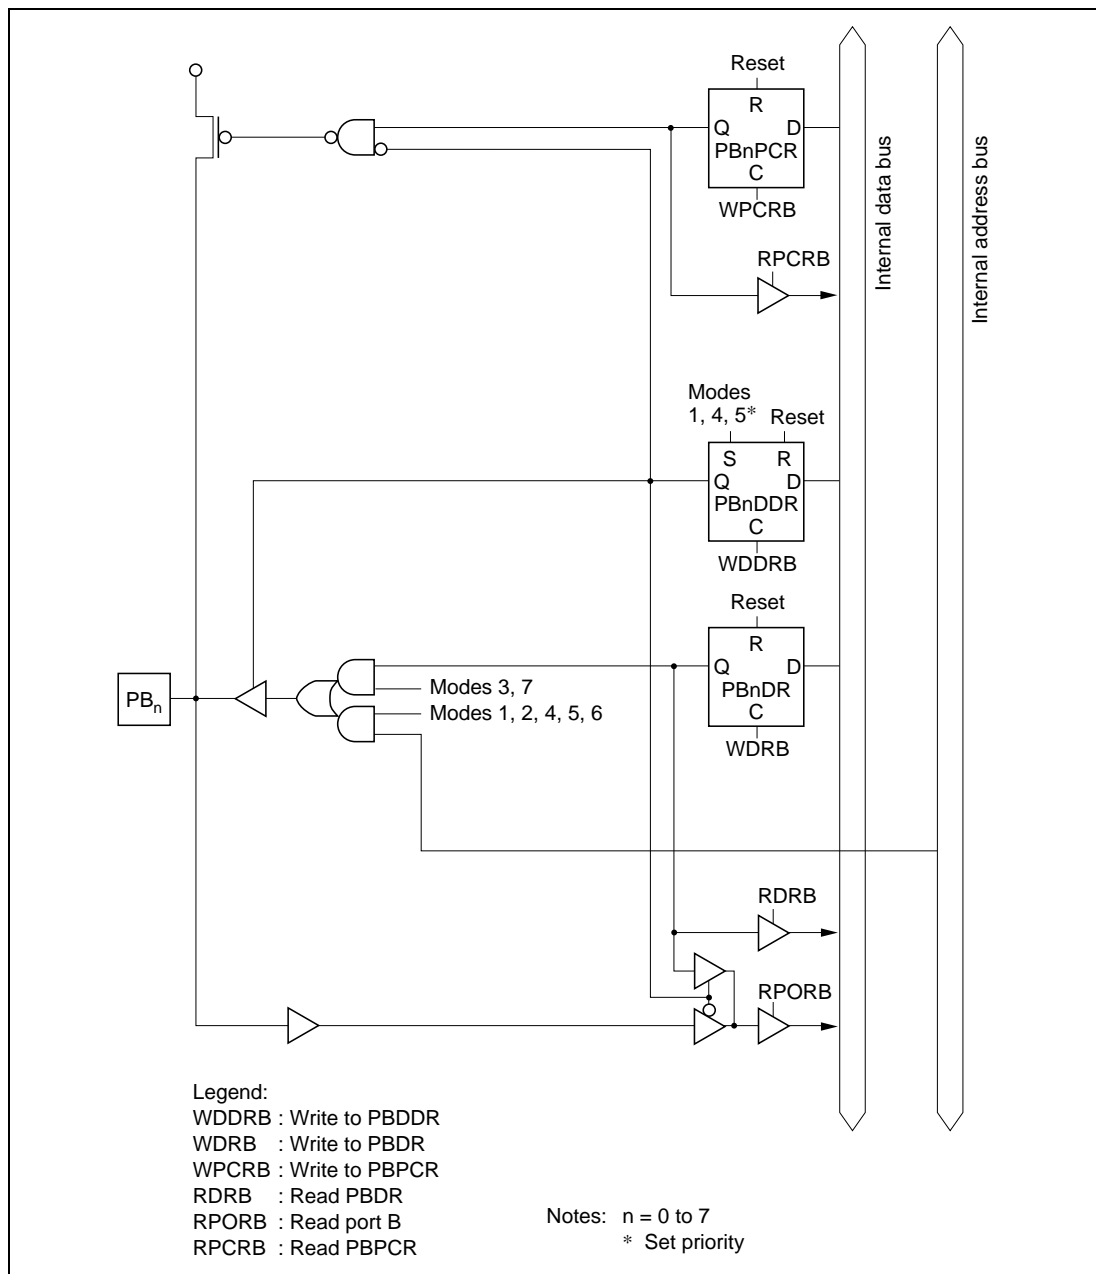 Reset
R
Q D
PBnPCR
C
WPCRB
Internal data bus
Internal address bus
RPCRB
Modes
1, 4, 5*
Reset
S R
Q D
PBnDDR
C
WDDRB
Reset
R
Q D
PBnDR
C
WDRB
PBn
Modes 3, 7
Modes 1, 2, 4, 5, 6
RDRB
RPORB
Legend:
WDDRB : Write to PBDDR
WDRB : Write to PBDR
WPCRB : Write to PBPCR
RDRB : Read PBDR
RPORB : Read port B
RPCRB : Read PBPCR
Notes: n = 0 to 7
* Set priority